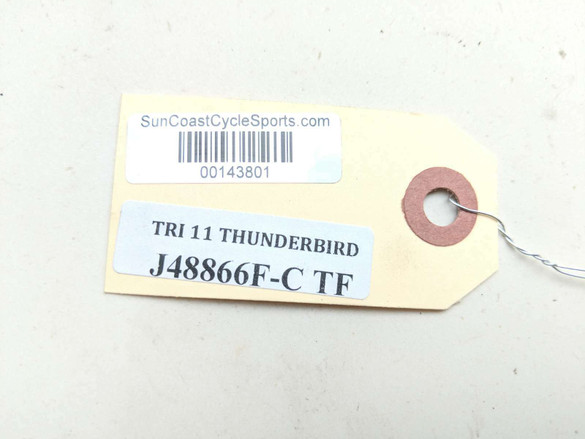 SunCoastCycleSports.com
00143801
TRI 11 THUNDERBIRD
J48866F-C TF